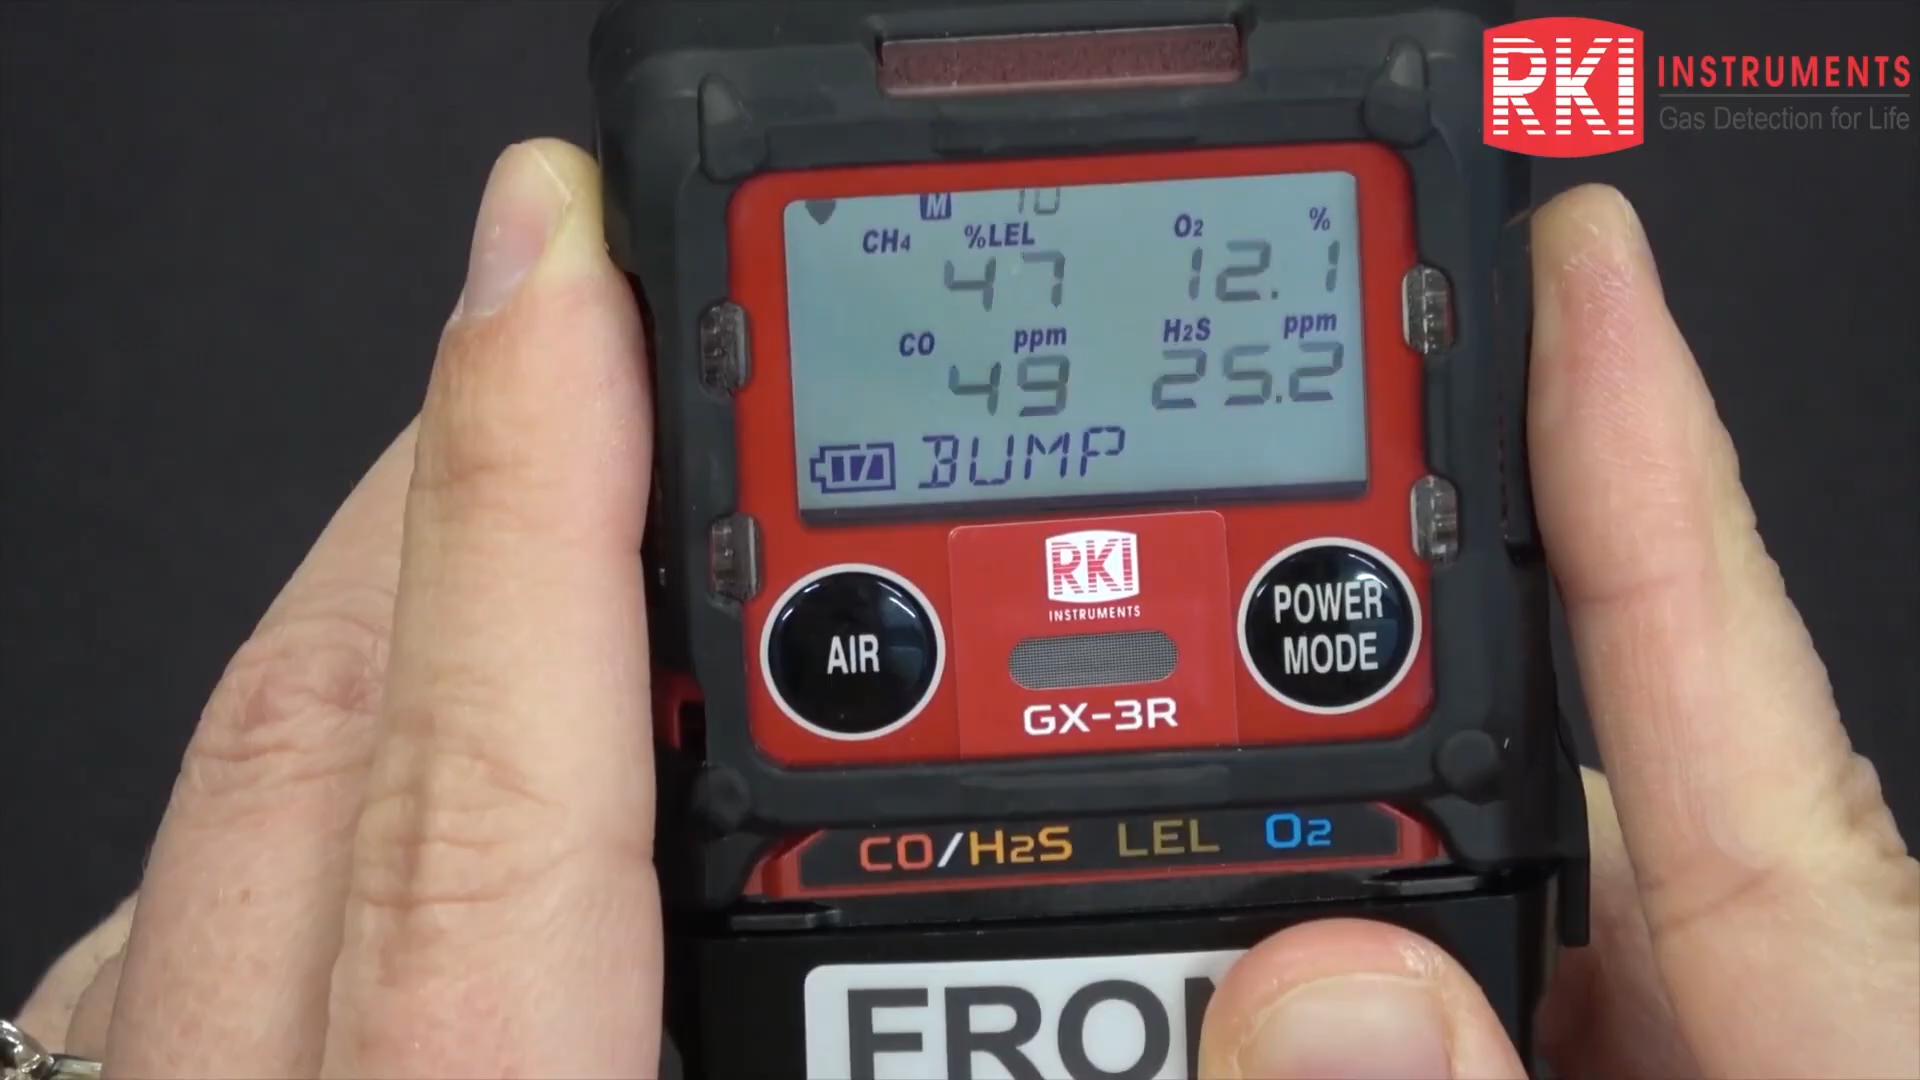 RKI INSTRUMENTS
Gas Detection for Life
M 10
CH4 %LEL O2 %
47 12.1
CO ppm H2S ppm
49 25.2
BUMP
RKI
INSTRUMENTS
AIR
POWER
MODE
GX-3R
CO/H2S LEL O2